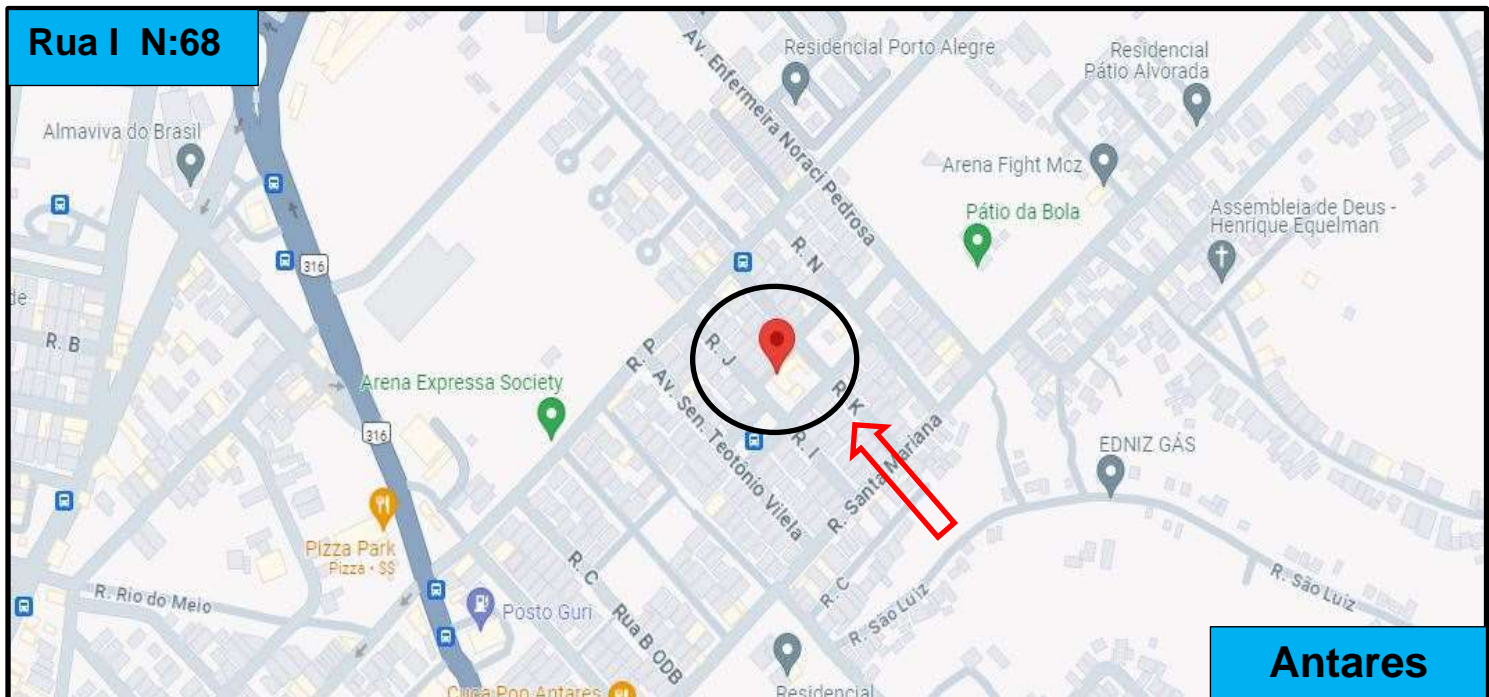 Rua I N:68
Av. Enfermeira Noraci Pedrosa
Residencial Porto Alegre
Residencial
Pátio Alvorada
Almaviva do Brasil
Arena Fight Mcz
Pátio da Bola
Assembleia de Deus -
Henrique Equelman
R. N
316
de
R. B
R. P
R. J
Arena Expressa Society
R. K
Av. Sen. Teotônio Vilela
316
R. I
R. Santa Mariana
EDNIZ GÁS
Pizza Park
Pizza • $$
R. C
R. Rio do Meio
Posto Guri
Rua B ODB
R. C
R. São Luiz
R. São Luiz
Antares
Residencial